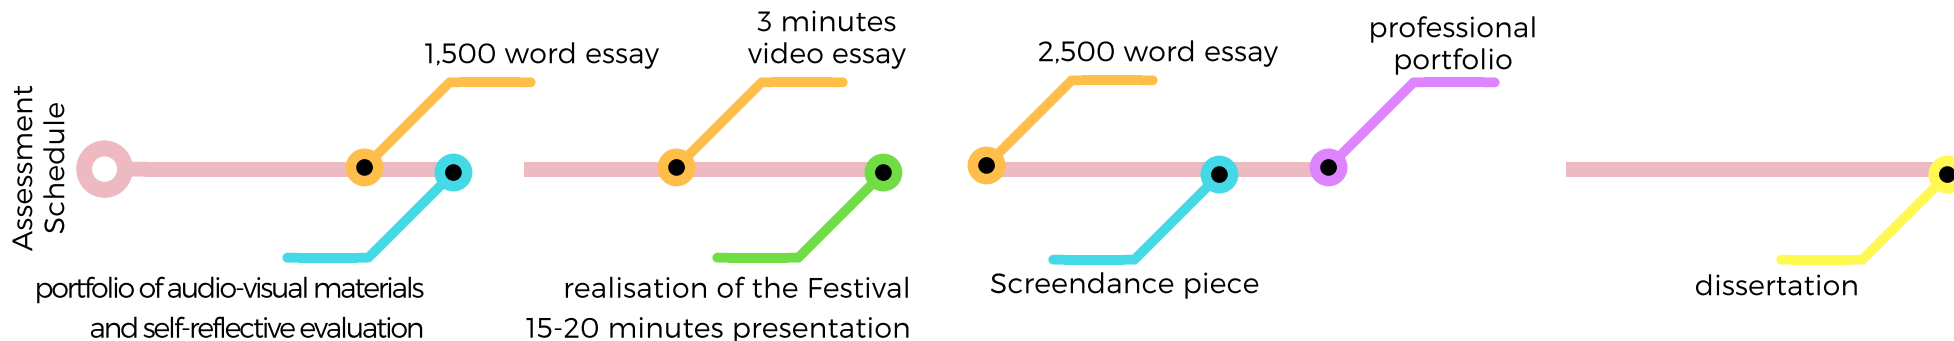 Assessment
Schedule
1,500 word essay
portfolio of audio-visual materials
and self-reflective evaluation
3 minutes
video essay
realisation of the Festival
15-20 minutes presentation
2,500 word essay
Screendance piece
professional
portfolio
dissertation